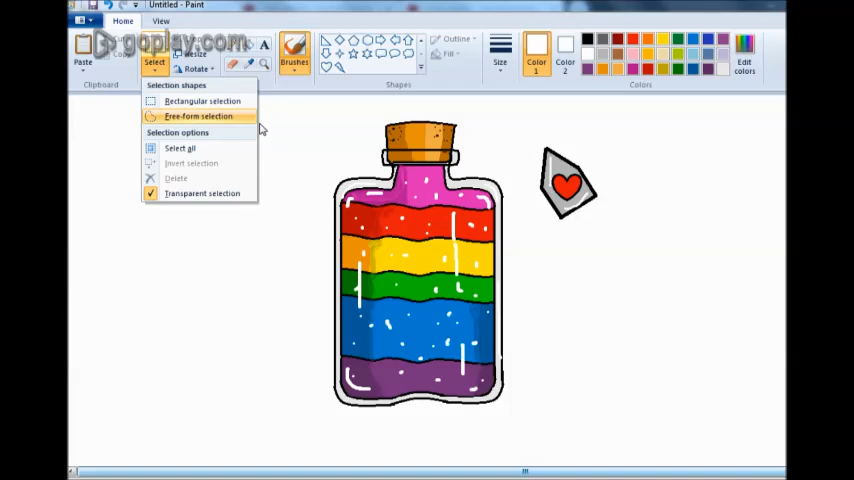 Untitled - Paint
Home
View
goplay.com
Paste
Copy
Select
Resize
Rotate
A
Brushes
Outline
Fill
Size
Color 1
Color 2
Edit colors
Clipboard
Shapes
Colors
Selection shapes
Rectangular selection
Free-form selection
Selection options
Select all
Invert selection
Delete
Transparent selection